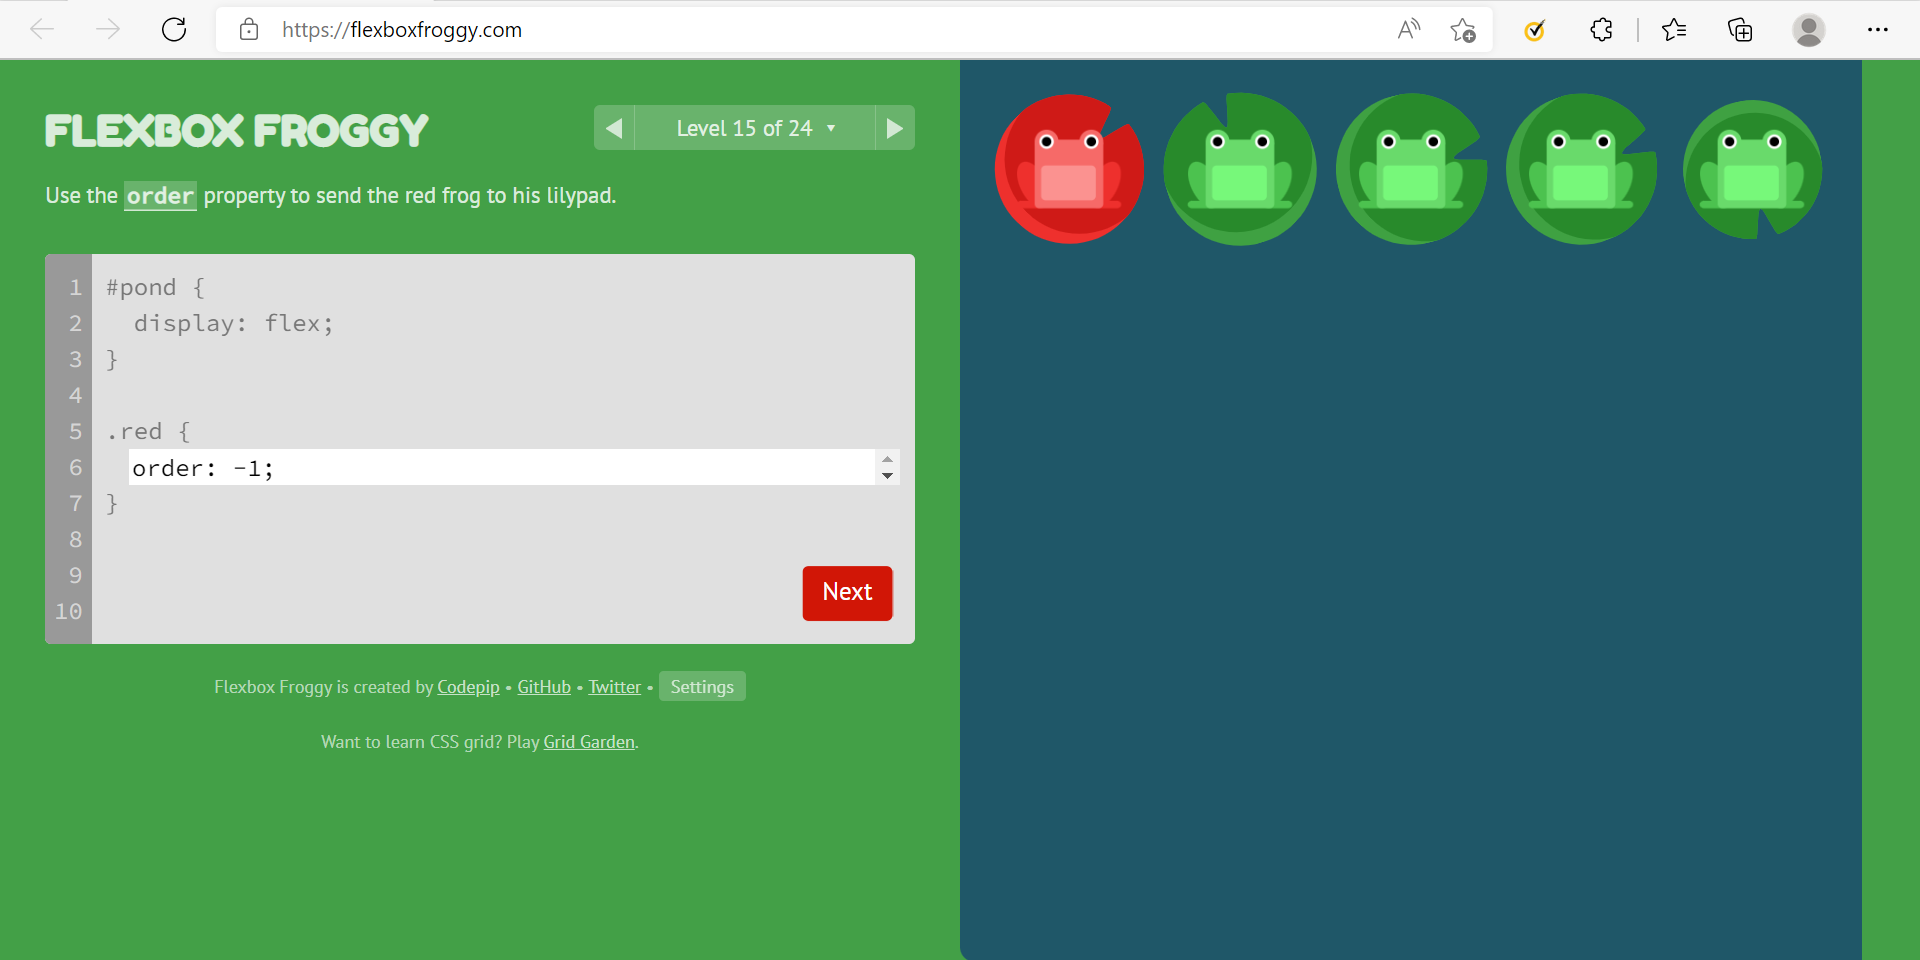 https://flexboxfroggy.com
FLEXBOX FROGGY
Level 15 of 24
Use the order property to send the red frog to his lilypad.
1 #pond {
2 display: flex;
3 }
4
5 .red {
6 order: -1;
7 }
8
9
10
Next
Flexbox Froggy is created by Codepip • GitHub • Twitter • Settings
Want to learn CSS grid? Play Grid Garden.